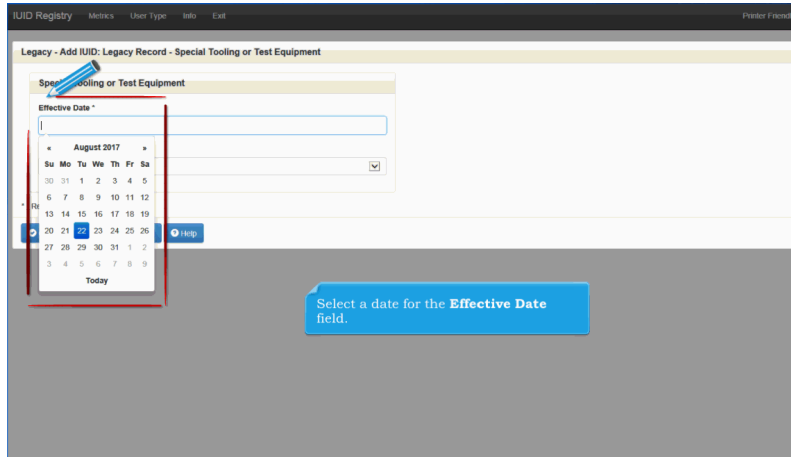 IUID Registry Metrics User Type Info Exit Printer Friend
Legacy - Add IUID: Legacy Record - Special Tooling or Test Equipment
Tooling or Test Equipment
Effective Date *
« August 2017 »
Su Mo Tu We Th Fr Sa
30 31 1 2 3 4 5
6 7 8 9 10 11 12
13 14 15 16 17 18 19
20 21 22 23 24 25 26
27 28 29 30 31 1 2
3 4 5 6 7 8 9
Today
* Re
Help
Select a date for the Effective Date
field.